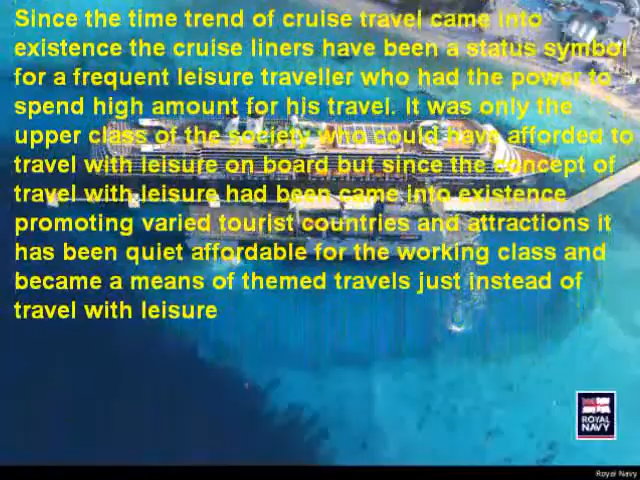 Since the time trend of cruise travel came into
existence the cruise liners have been a status symbol
for a frequent leisure traveller who had the power to
spend high amount for his travel. It was only the
upper class of the society who could have afforded to
travel with leisure on board but since the concept of
travel with leisure had been came into existence
promoting varied tourist countries and attractions it
has been quiet affordable for the working class and
became a means of themed travels just instead of
travel with leisure
ROYAL
NAVY
Royal Navy